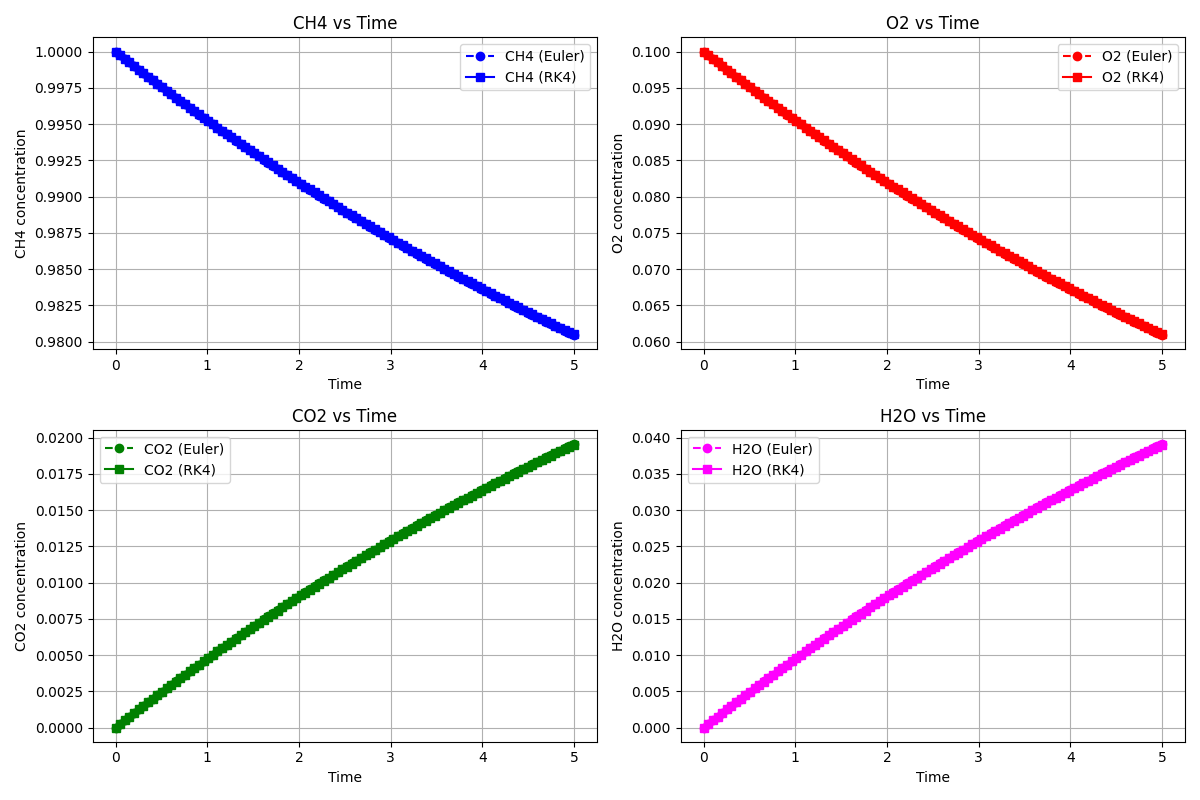 CH4 vs Time
1.0000
0.9975
0.9950
0.9925
0.9900
0.9875
0.9850
0.9825
0.9800
CH4 concentration
CH4 (Euler)
CH4 (RK4)
0 1 2 3 4 5
Time
O2 vs Time
0.100
0.095
0.090
0.085
0.080
0.075
0.070
0.065
0.060
O2 concentration
O2 (Euler)
O2 (RK4)
0 1 2 3 4 5
Time
CO2 vs Time
0.0200
0.0175
0.0150
0.0125
0.0100
0.0075
0.0050
0.0025
0.0000
CO2 concentration
CO2 (Euler)
CO2 (RK4)
0 1 2 3 4 5
Time
H2O vs Time
0.040
0.035
0.030
0.025
0.020
0.015
0.010
0.005
0.000
H2O concentration
H2O (Euler)
H2O (RK4)
0 1 2 3 4 5
Time